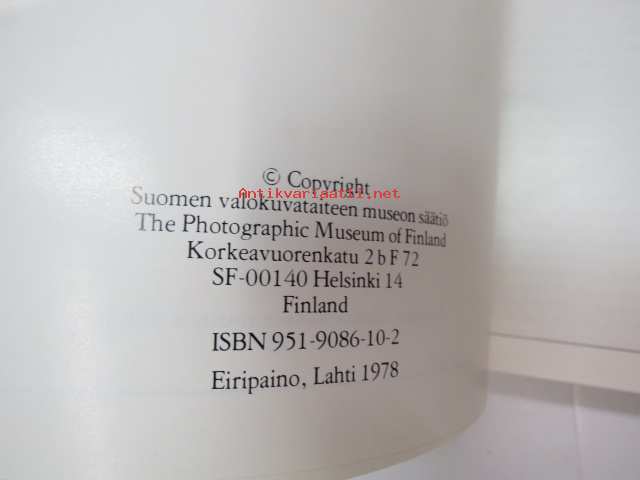 © Copyright
Antikvariaatti.net
Suomen valokuvataiteen museon säätiö
The Photographic Museum of Finland
Korkeavuorenkatu 2 b F 72
SF-00140 Helsinki 14
Finland
ISBN 951-9086-10-2
Eiripaino, Lahti 1978